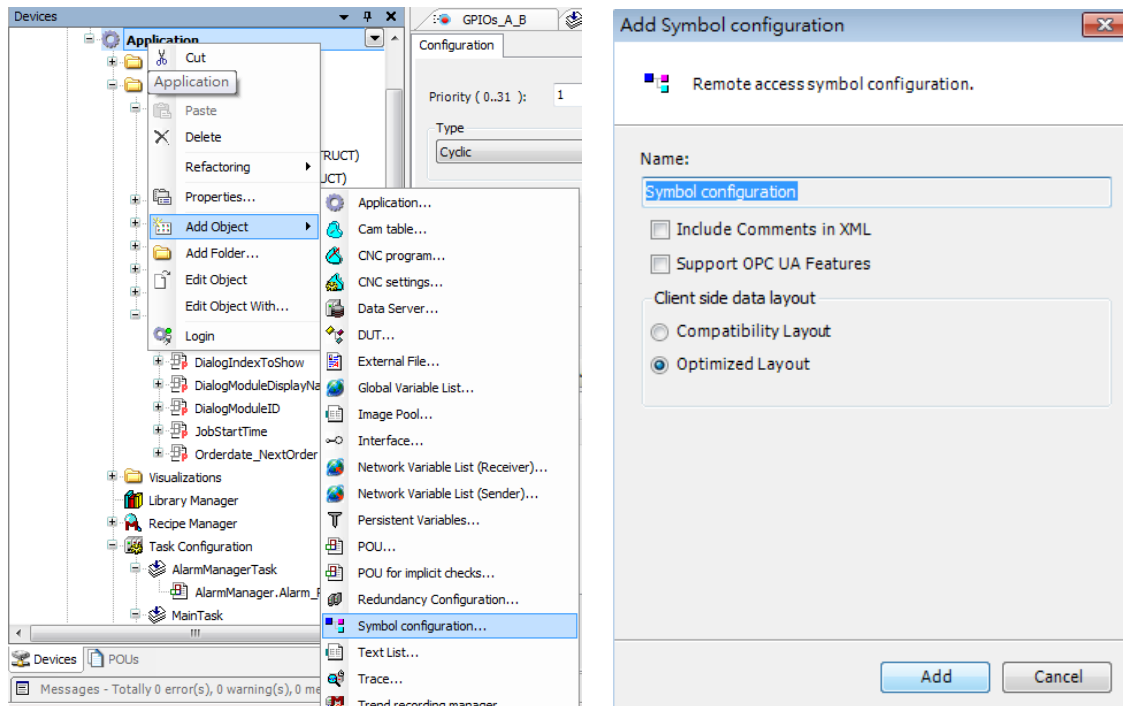 Devices
Application
Cut
Application
Paste
Delete
Refactoring
Properties...
Add Object
Add Folder...
Edit Object
Edit Object With...
Login
RUCT)
JCT)
DialogIndexToShow
DialogModuleDisplayNa
DialogModuleID
JobStartTime
Orderdate_NextOrder
Visualizations
Library Manager
Recipe Manager
Task Configuration
AlarmManagerTask
AlarmManager.Alarm_
MainTask
Devices
POUs
Messages - Totally 0 error(s), 0 warning(s), 0 me
GPIOs_A_B
Configuration
Priority ( 0..31 ):
1
Type
Cyclic
Application...
Cam table...
CNC program...
CNC settings...
Data Server...
DUT...
External File...
Global Variable List...
Image Pool...
Interface...
Network Variable List (Receiver)...
Network Variable List (Sender)...
Persistent Variables...
POU...
POU for implicit checks...
Redundancy Configuration...
Symbol configuration...
Text List...
Trace...
Trend recording manager
Add Symbol configuration
Remote access symbol configuration.
Name:
Symbol configuration
Include Comments in XML
Support OPC UA Features
Client side data layout
Compatibility Layout
Optimized Layout
Add
Cancel